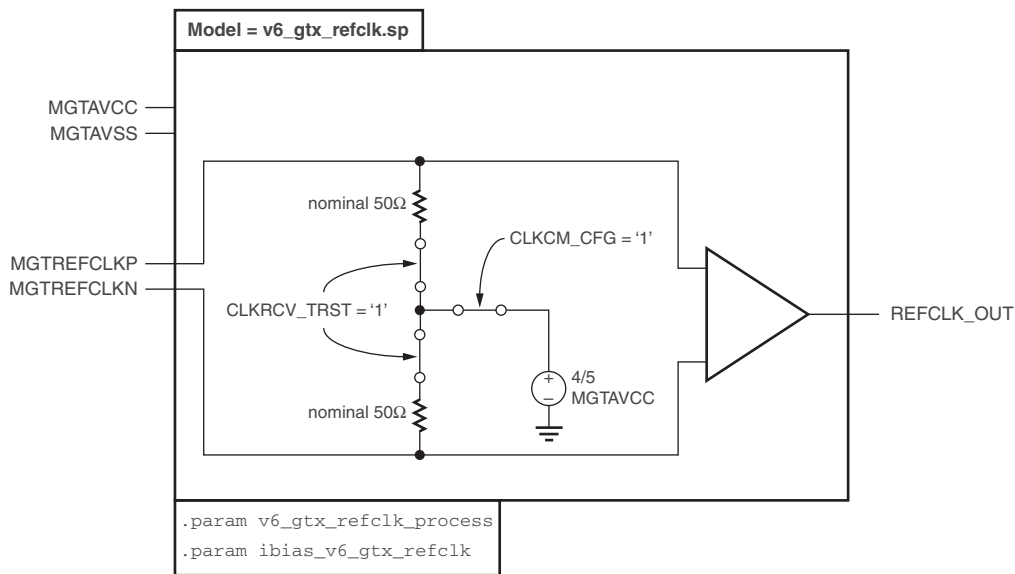 Model = v6_gtx_refclk.sp
MGTAVCC
MGTAVSS
nominal 50Ω
CLKCM_CFG = ‘1’
MGTREFCLKP
MGTREFCLKN
CLKRCV_TRST = ‘1’
REFCLK_OUT
+
–
4/5
MGTAVCC
nominal 50Ω
.param v6_gtx_refclk_process
.param ibias_v6_gtx_refclk